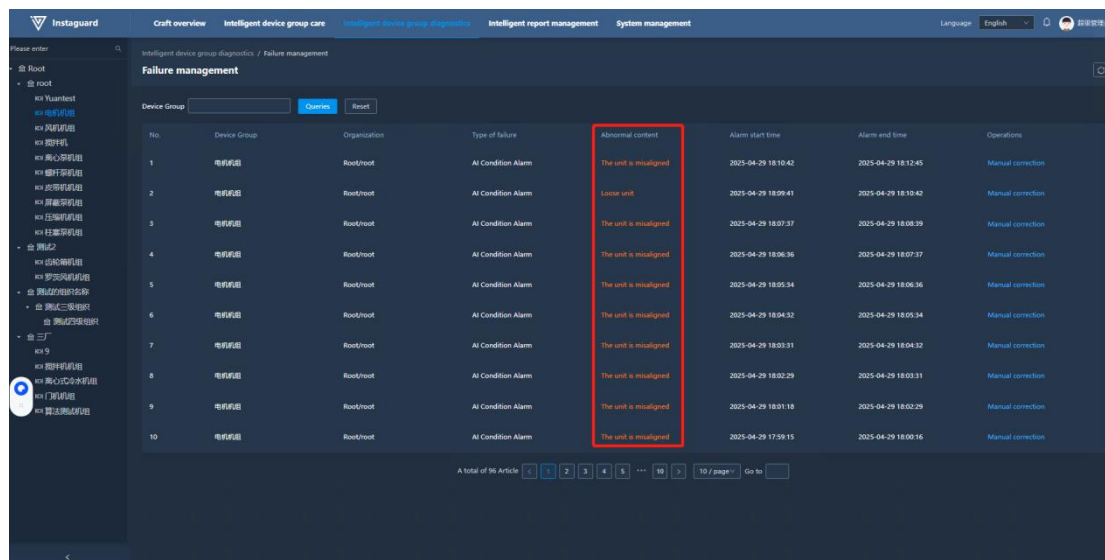 Instaguard
Craft overview Intelligent device group care Intelligent device group diagnostics Intelligent report management System management Language English 超级管理
Please enter
Root
root
Yuantest
电机机组
风机机组
搅拌机
离心泵机组
螺杆泵机组
皮带机机组
屏蔽泵机组
压缩机机组
柱塞泵机组
测试2
齿轮箱机组
罗茨风机机组
测试的组织名称
测试三级组织
测试四级组织
三厂
9
搅拌机机组
离心式冷水机组
门机机组
算法测试机组
Intelligent device group diagnostics / Failure management
Failure management
Device Group Queries Reset
No. Device Group Organization Type of failure Abnormal content Alarm start time Alarm end time Operations
1 电机机组 Root/root AI Condition Alarm The unit is misaligned 2025-04-29 18:10:42 2025-04-29 18:12:45 Manual correction
2 电机机组 Root/root AI Condition Alarm Loose unit 2025-04-29 18:09:41 2025-04-29 18:10:42 Manual correction
3 电机机组 Root/root AI Condition Alarm The unit is misaligned 2025-04-29 18:07:37 2025-04-29 18:08:39 Manual correction
4 电机机组 Root/root AI Condition Alarm The unit is misaligned 2025-04-29 18:06:36 2025-04-29 18:07:37 Manual correction
5 电机机组 Root/root AI Condition Alarm The unit is misaligned 2025-04-29 18:05:34 2025-04-29 18:06:36 Manual correction
6 电机机组 Root/root AI Condition Alarm The unit is misaligned 2025-04-29 18:04:32 2025-04-29 18:05:34 Manual correction
7 电机机组 Root/root AI Condition Alarm The unit is misaligned 2025-04-29 18:03:31 2025-04-29 18:04:32 Manual correction
8 电机机组 Root/root AI Condition Alarm The unit is misaligned 2025-04-29 18:02:29 2025-04-29 18:03:31 Manual correction
9 电机机组 Root/root AI Condition Alarm The unit is misaligned 2025-04-29 18:01:18 2025-04-29 18:02:29 Manual correction
10 电机机组 Root/root AI Condition Alarm The unit is misaligned 2025-04-29 17:59:15 2025-04-29 18:00:16 Manual correction
A total of 96 Article < 1 2 3 4 5 ··· 10 > 10 / page Go to